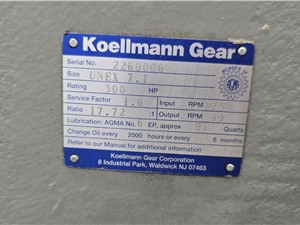 Koellmann Gear
Serial No. 2260006
Size UNEX 7.1
Rating 300 HP
Service Factor 1.6 Input RPM
Ratio 17.72 :1 Output RPM
Lubrication: AGMA No. 6 EP, approx Quarts
Change Oil every 2500 hours or every 6 months
Refer to our Manual for additional information
Koellmann Gear Corporation
8 Industrial Park, Waldwick NJ 07463